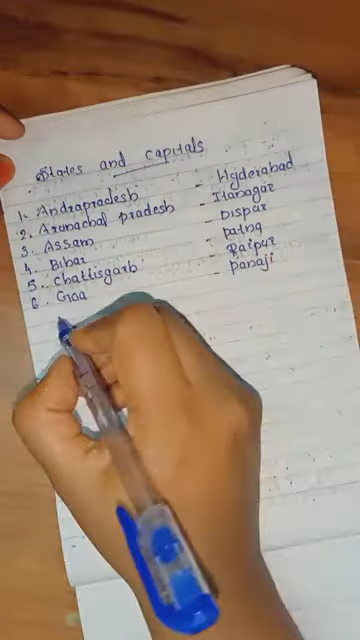 States and capitals
1. Andrapradesh - Hyderabad
2. Arunachal pradesh - Itanagar
3. Assam - Dispur
4. Bihar - patna
5. chattisgarh - Raipur
6. Goa - panaji